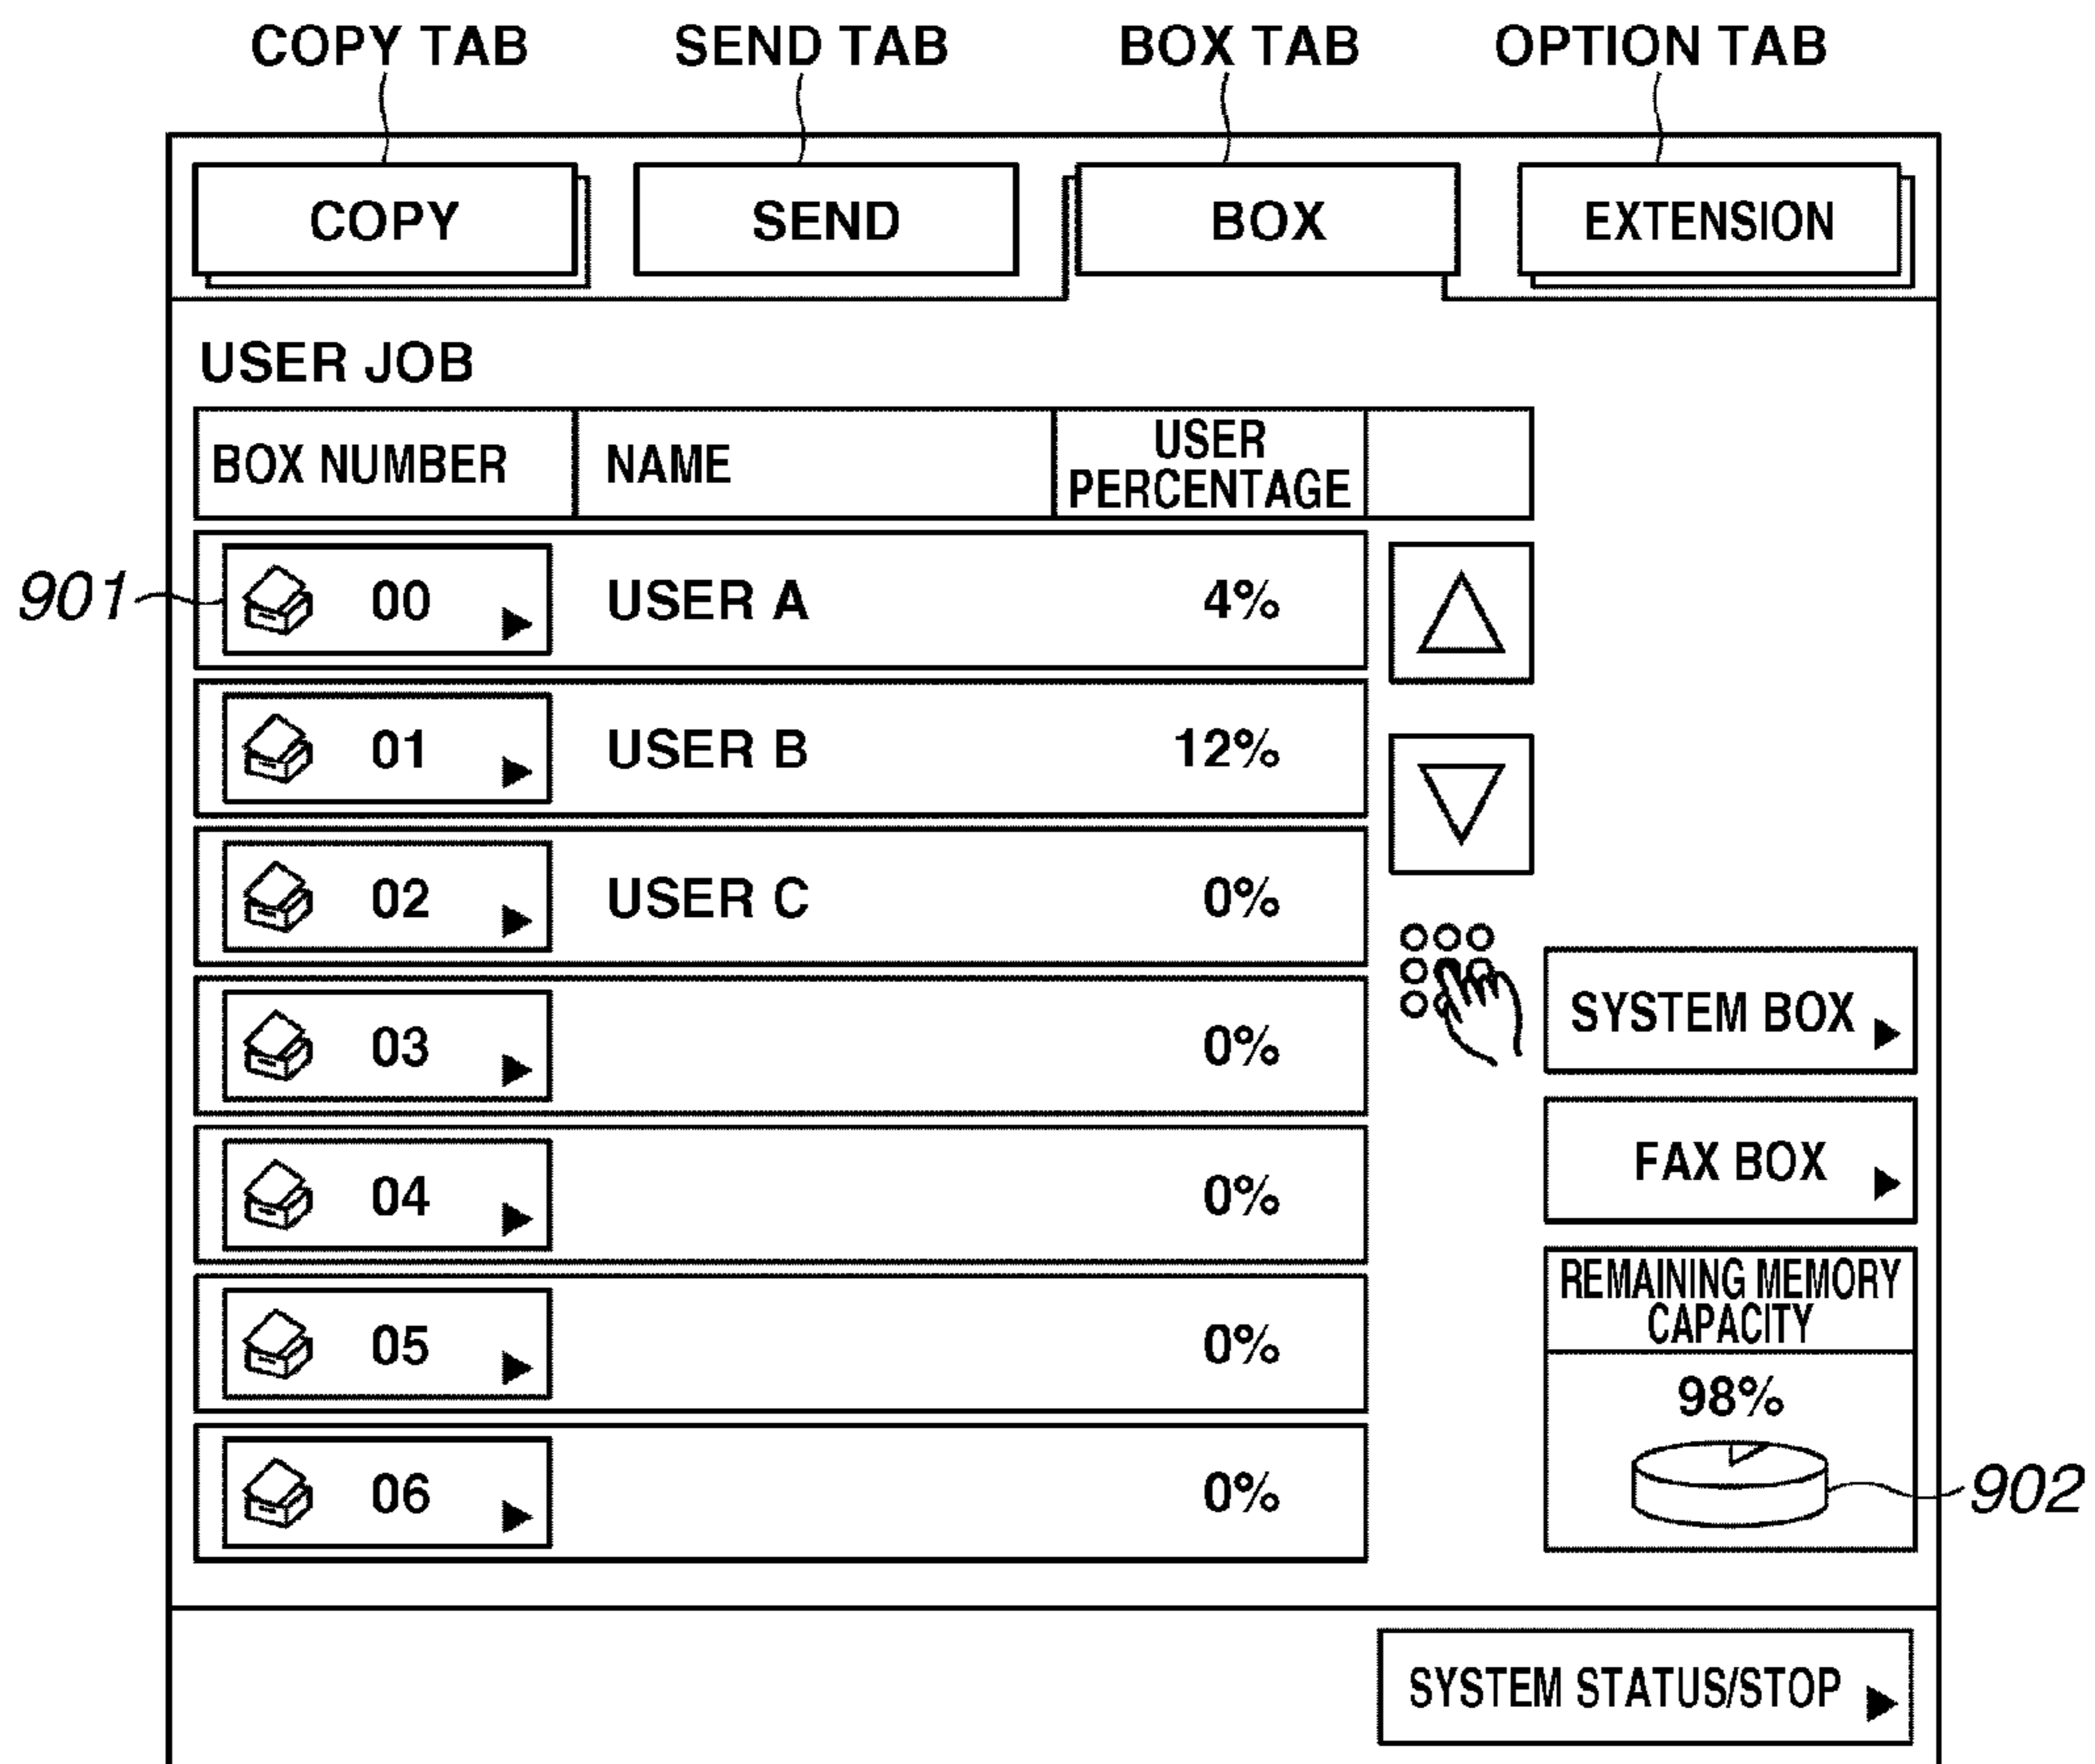 COPY TAB SEND TAB BOX TAB OPTION TAB
COPY SEND BOX EXTENSION
USER JOB
BOX NUMBER NAME USER PERCENTAGE
901
00 USER A 4%
01 USER B 12%
02 USER C 0%
03 0%
04 0%
05 0%
06 0%
SYSTEM BOX
FAX BOX
REMAINING MEMORY
CAPACITY
98%
902
SYSTEM STATUS/STOP